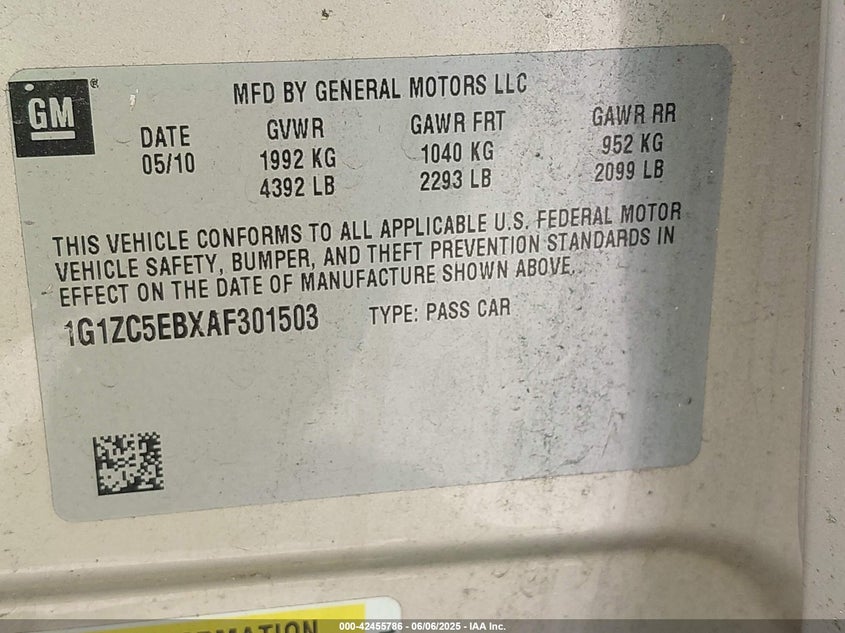 GM®
MFD BY GENERAL MOTORS LLC
DATE GVWR GAWR FRT GAWR RR
05/10 1992 KG 1040 KG 952 KG
4392 LB 2293 LB 2099 LB
THIS VEHICLE CONFORMS TO ALL APPLICABLE U.S. FEDERAL MOTOR
VEHICLE SAFETY, BUMPER, AND THEFT PREVENTION STANDARDS IN
EFFECT ON THE DATE OF MANUFACTURE SHOWN ABOVE.
1G1ZC5EBXAF301503 TYPE: PASS CAR
000-42455786 - 06/06/2025 - IAA Inc.